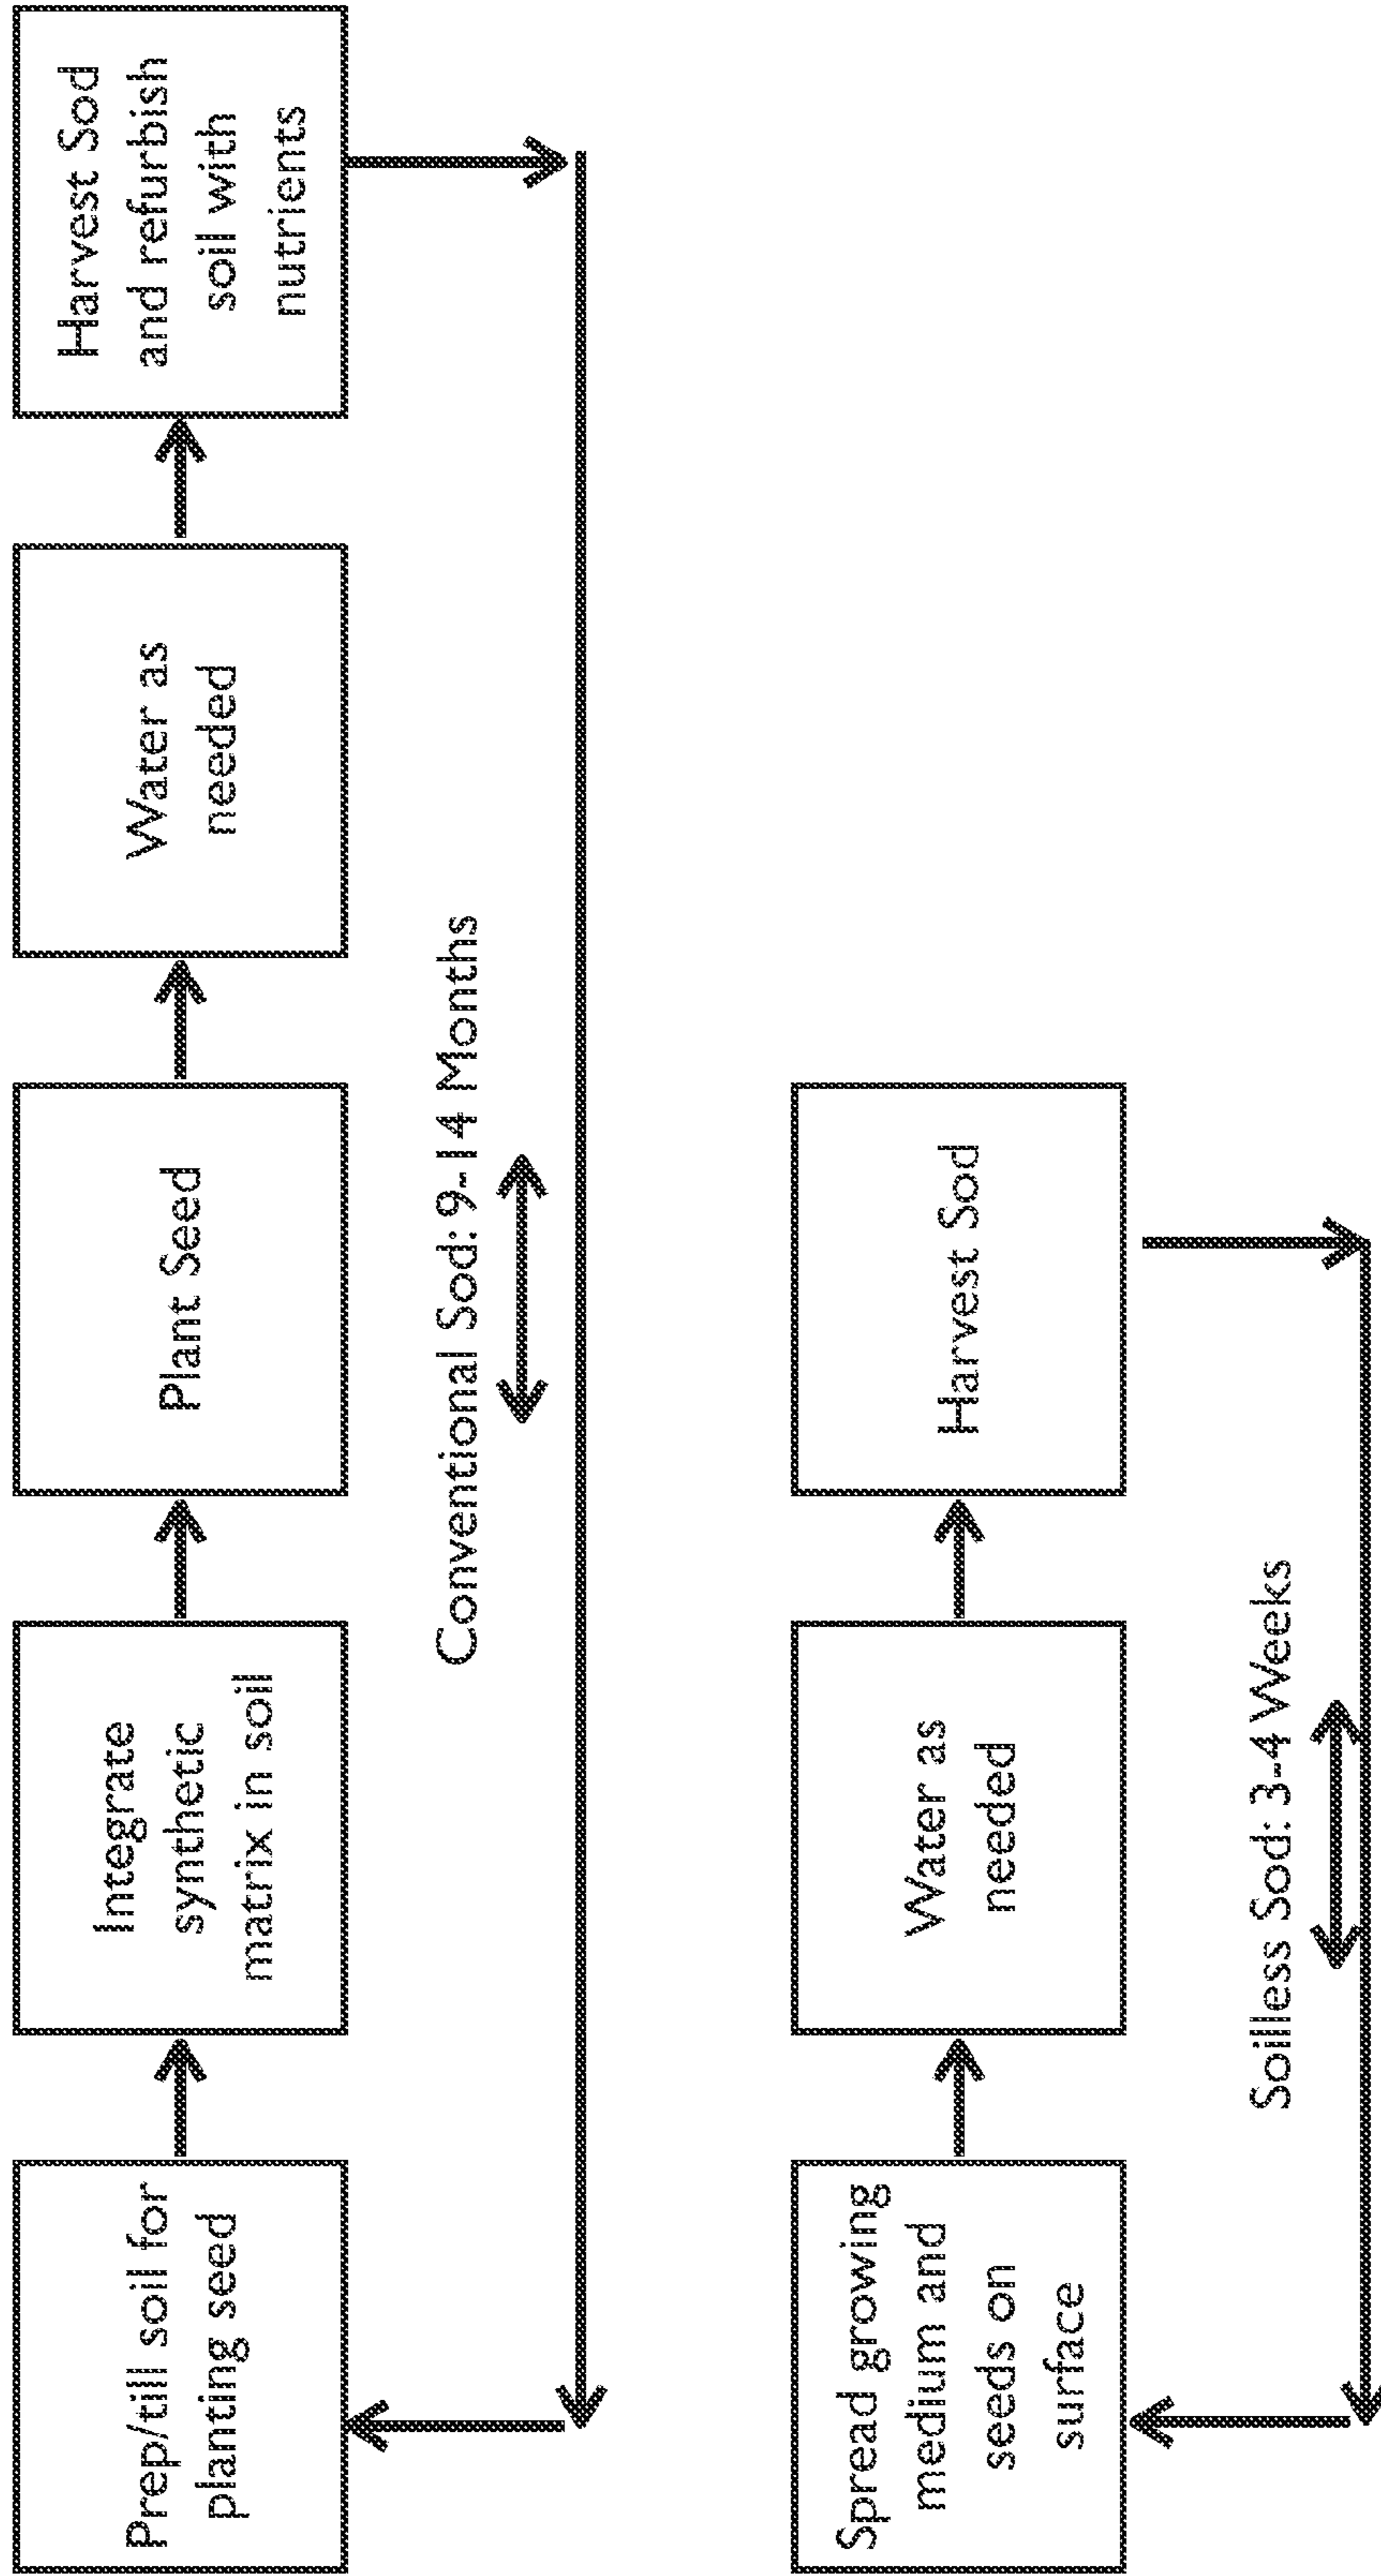 Prep/till soil for
planting seed
Integrate
synthetic
matrix in soil
Plant Seed
Water as
needed
Harvest Sod
and refurbish
soil with
nutrients
Conventional Sod: 9-14 Months
Spread growing
medium and
seeds on
surface
Water as
needed
Harvest Sod
Soilless Sod: 3-4 Weeks